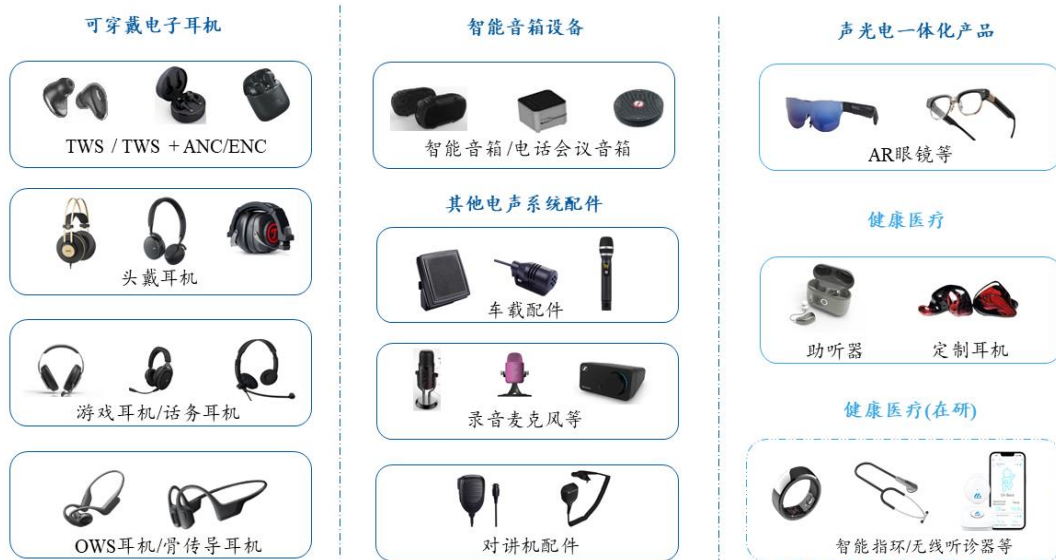 可穿戴电子耳机
TWS / TWS + ANC/ENC
头戴耳机
游戏耳机/话务耳机
OWS耳机/骨传导耳机
智能音箱设备
智能音箱/电话会议音箱
其他电声系统配件
车载配件
录音麦克风等
对讲机配件
声光电一体化产品
AR眼镜等
健康医疗
助听器 定制耳机
健康医疗(在研)
智能指环/无线听诊器等